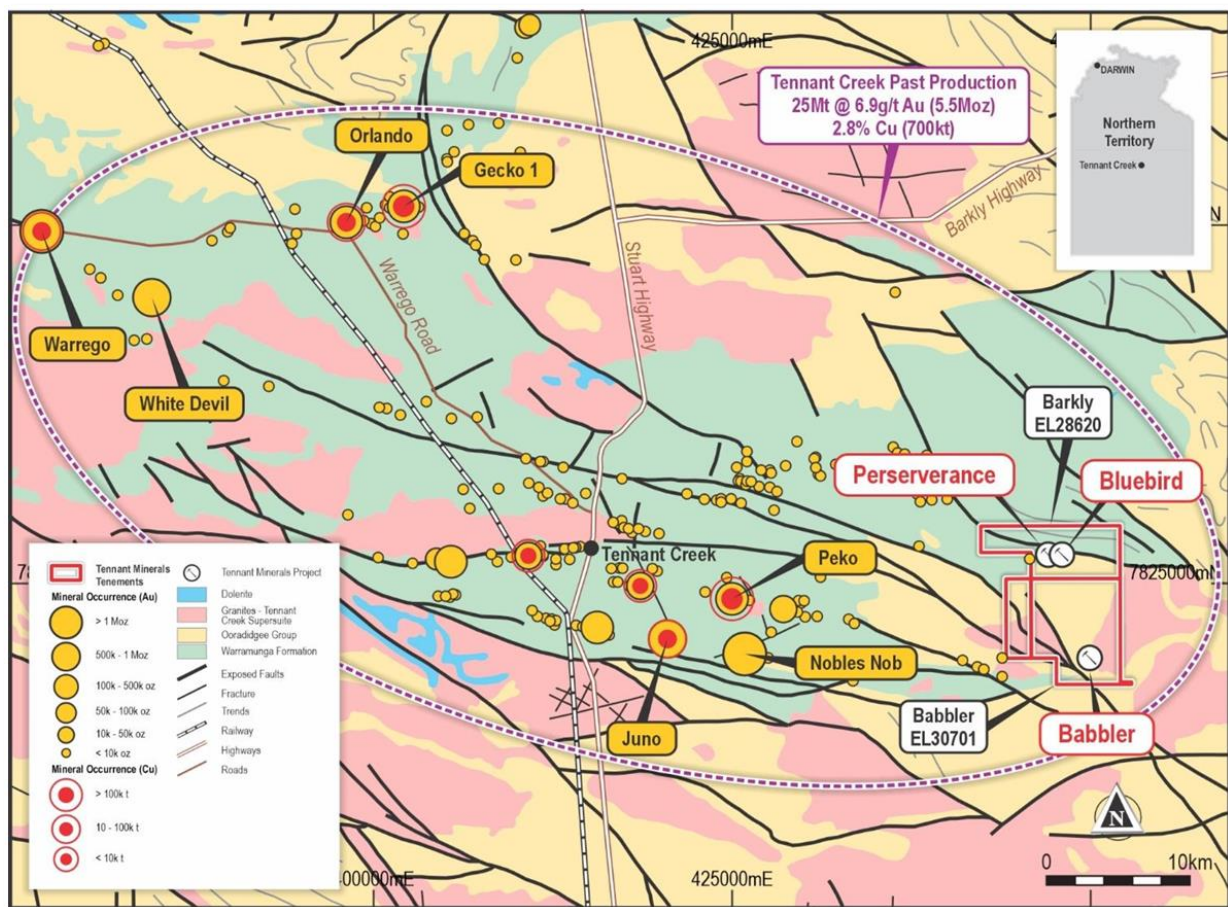 425000mE
Tennant Creek Past Production
25Mt @ 6.9g/t Au (5.5Moz)
2.8% Cu (700kt)
DARWIN
Northern
Territory
Tennant Creek
Orlando
Gecko 1
Barkly Highway
N
Stuart Highway
Warrego Road
Warrego
White Devil
Barkly
EL28620
Perserverance
Bluebird
Tennant Creek
Peko
7825000mN
Nobles Nob
Juno
Babbler
EL30701
Babbler
Tennant Minerals
Tenements
Mineral Occurrence (Au)
> 1 Moz
500k - 1 Moz
100k - 500k oz
50k - 100k oz
10k - 50k oz
< 10k oz
Mineral Occurrence (Cu)
> 100k t
10 - 100k t
< 10k t
Tennant Minerals Project
Dolerite
Granites - Tennant
Creek Supersuite
Ooradidgee Group
Warramunga Formation
Exposed Faults
Fracture
Trends
Railway
Highways
Roads
N
0 10km
00000mE
425000mE